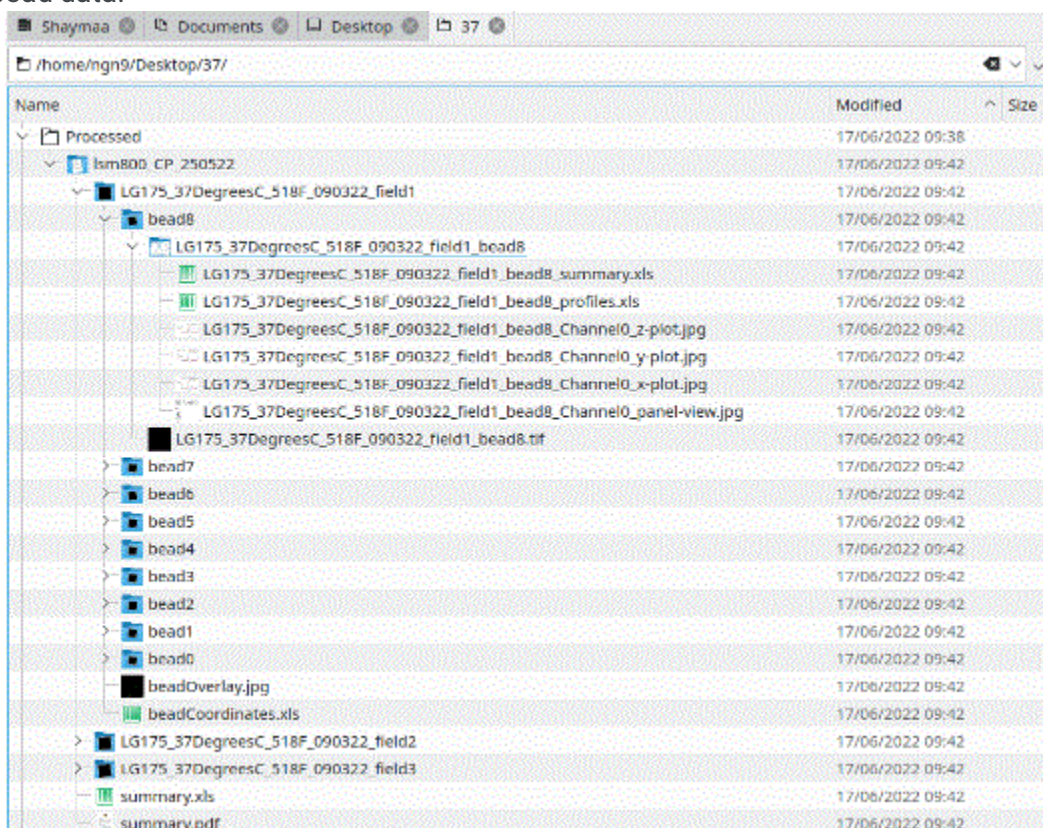 bead data.
Shaymaa Documents Desktop 37
/home/ngn9/Desktop/37/
Name Modified Size
Processed 17/06/2022 09:38
lsm800_CP_250522 17/06/2022 09:42
LG175_37DegreesC_518F_090322_field1 17/06/2022 09:42
bead8 17/06/2022 09:42
LG175_37DegreesC_518F_090322_field1_bead8 17/06/2022 09:42
LG175_37DegreesC_518F_090322_field1_bead8_summary.xls 17/06/2022 09:42
LG175_37DegreesC_518F_090322_field1_bead8_profiles.xls 17/06/2022 09:42
LG175_37DegreesC_518F_090322_field1_bead8_Channel0_z-plot.jpg 17/06/2022 09:42
LG175_37DegreesC_518F_090322_field1_bead8_Channel0_y-plot.jpg 17/06/2022 09:42
LG175_37DegreesC_518F_090322_field1_bead8_Channel0_x-plot.jpg 17/06/2022 09:42
LG175_37DegreesC_518F_090322_field1_bead8_Channel0_panel-view.jpg 17/06/2022 09:42
LG175_37DegreesC_518F_090322_field1_bead8.tif 17/06/2022 09:42
bead7 17/06/2022 09:42
bead6 17/06/2022 09:42
bead5 17/06/2022 09:42
bead4 17/06/2022 09:42
bead3 17/06/2022 09:42
bead2 17/06/2022 09:42
bead1 17/06/2022 09:42
bead0 17/06/2022 09:42
beadOverlay.jpg 17/06/2022 09:42
beadCoordinates.xls 17/06/2022 09:42
LG175_37DegreesC_518F_090322_field2 17/06/2022 09:42
LG175_37DegreesC_518F_090322_field3 17/06/2022 09:42
summary.xls 17/06/2022 09:42
summary.pdf 17/06/2022 09:42